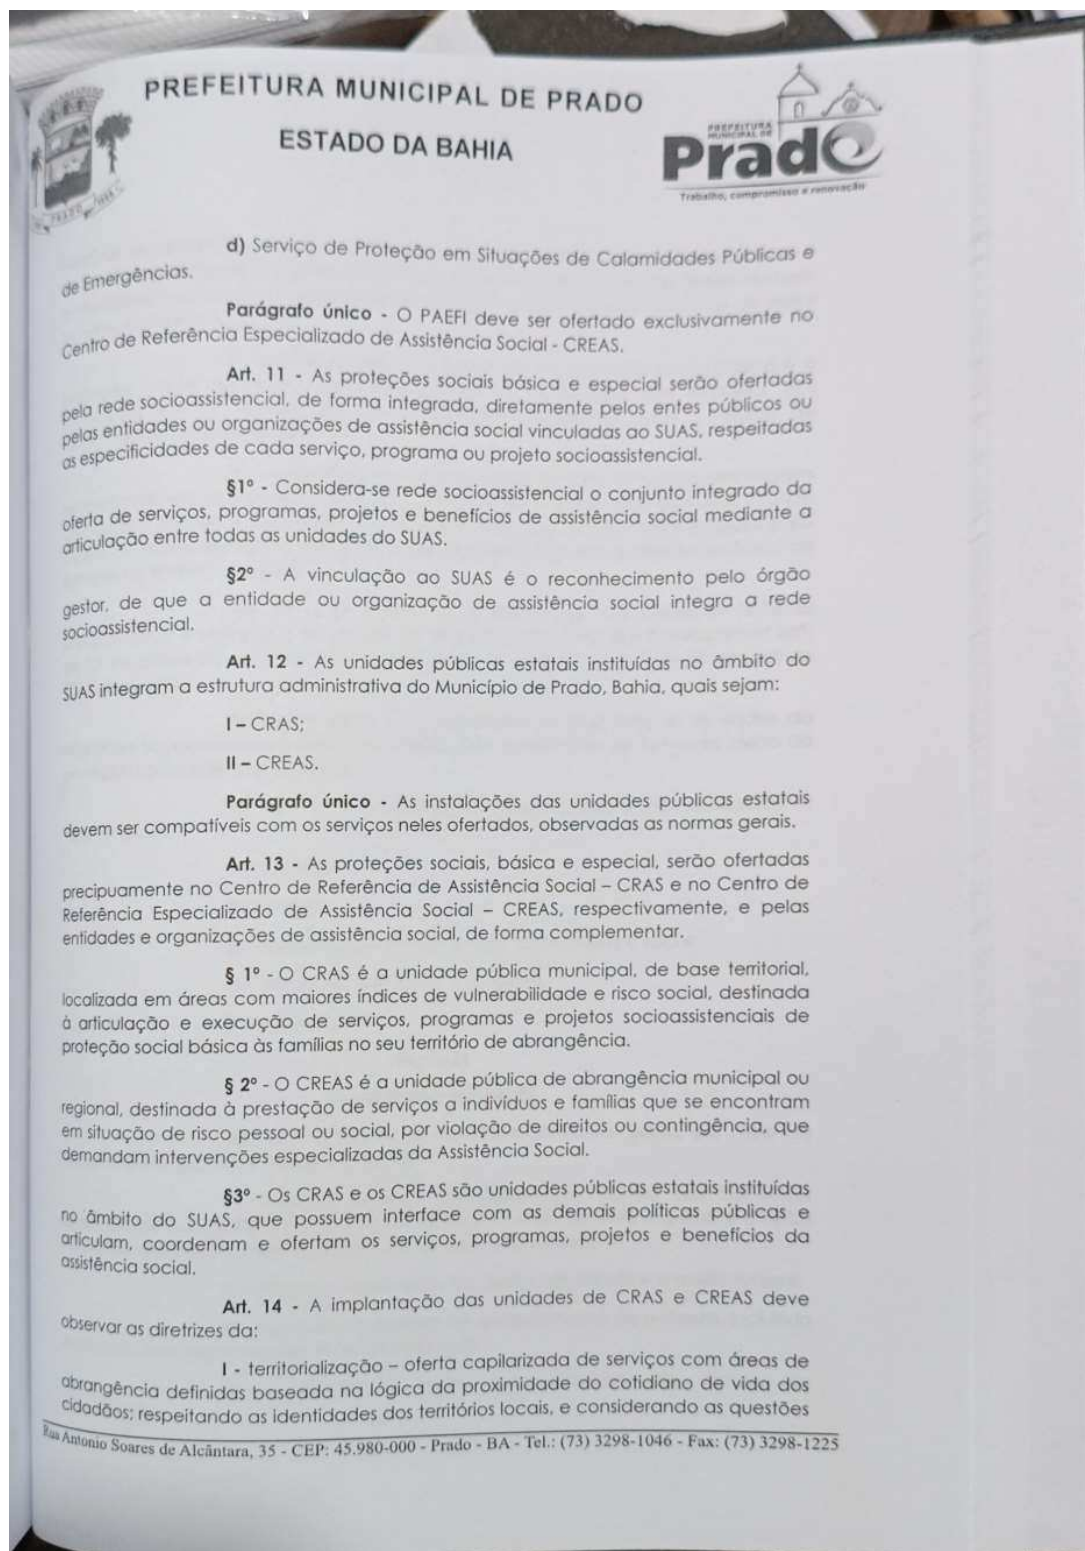 PREFEITURA MUNICIPAL DE PRADO
ESTADO DA BAHIA
PREFEITURA
MUNICIPAL DE
Prado
Trabalho, compromisso e renovação
PRADO
d) Serviço de Proteção em Situações de Calamidades Públicas e
de Emergências.
Parágrafo único - O PAEFI deve ser ofertado exclusivamente no
Centro de Referência Especializado de Assistência Social - CREAS.
Art. 11 - As proteções sociais básica e especial serão ofertadas
pela rede socioassistencial, de forma integrada, diretamente pelos entes públicos ou
pelas entidades ou organizações de assistência social vinculadas ao SUAS, respeitadas
as especificidades de cada serviço, programa ou projeto socioassistencial.
§1º - Considera-se rede socioassistencial o conjunto integrado da
oferta de serviços, programas, projetos e benefícios de assistência social mediante a
articulação entre todas as unidades do SUAS.
§2º - A vinculação ao SUAS é o reconhecimento pelo órgão
gestor, de que a entidade ou organização de assistência social integra a rede
socioassistencial.
Art. 12 - As unidades públicas estatais instituídas no âmbito do
SUAS integram a estrutura administrativa do Município de Prado, Bahia, quais sejam:
I – CRAS;
II – CREAS.
Parágrafo único - As instalações das unidades públicas estatais
devem ser compatíveis com os serviços neles ofertados, observadas as normas gerais.
Art. 13 - As proteções sociais, básica e especial, serão ofertadas
precipuamente no Centro de Referência de Assistência Social – CRAS e no Centro de
Referência Especializado de Assistência Social – CREAS, respectivamente, e pelas
entidades e organizações de assistência social, de forma complementar.
§ 1º - O CRAS é a unidade pública municipal, de base territorial,
localizada em áreas com maiores índices de vulnerabilidade e risco social, destinada
à articulação e execução de serviços, programas e projetos socioassistenciais de
proteção social básica às famílias no seu território de abrangência.
§ 2º - O CREAS é a unidade pública de abrangência municipal ou
regional, destinada à prestação de serviços a indivíduos e famílias que se encontram
em situação de risco pessoal ou social, por violação de direitos ou contingência, que
demandam intervenções especializadas da Assistência Social.
§3º - Os CRAS e os CREAS são unidades públicas estatais instituídas
no âmbito do SUAS, que possuem interface com as demais políticas públicas e
articulam, coordenam e ofertam os serviços, programas, projetos e benefícios da
assistência social.
Art. 14 - A implantação das unidades de CRAS e CREAS deve
observar as diretrizes da:
I - territorialização – oferta capilarizada de serviços com áreas de
abrangência definidas baseada na lógica da proximidade do cotidiano de vida dos
cidadãos; respeitando as identidades dos territórios locais, e considerando as questões
Rua Antonio Soares de Alcântara, 35 - CEP: 45.980-000 - Prado - BA - Tel.: (73) 3298-1046 - Fax: (73) 3298-1225